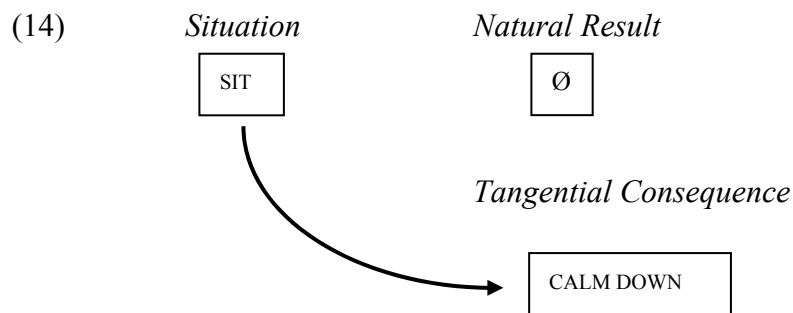 (14) Situation Natural Result
SIT Ø
Tangential Consequence
CALM DOWN